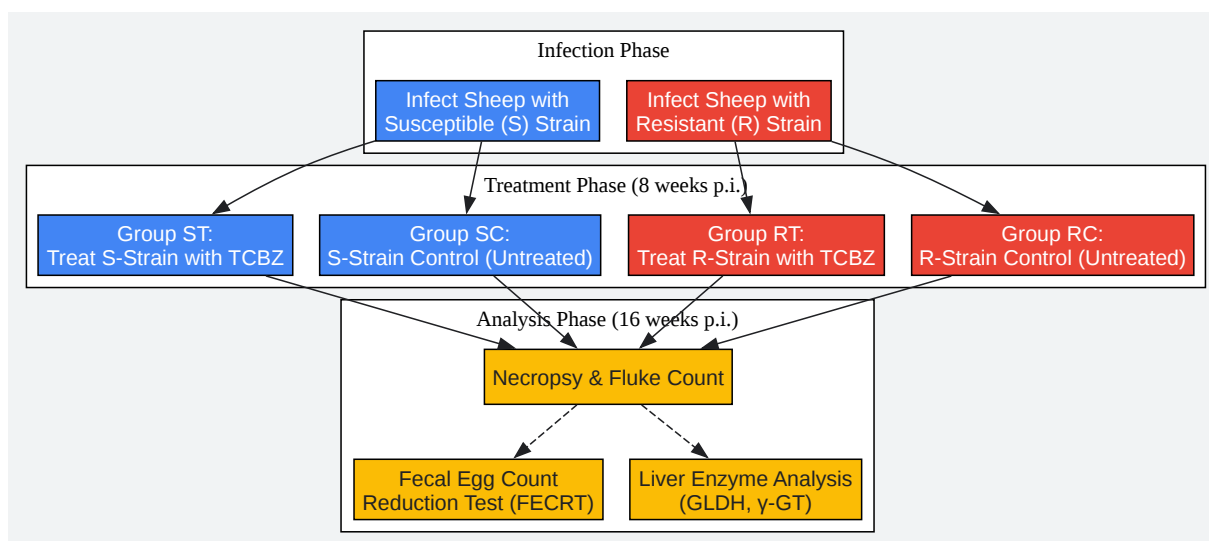 Infection Phase
Infect Sheep with
Susceptible (S) Strain
Infect Sheep with
Resistant (R) Strain
Treatment Phase (8 weeks p.i.)
Group ST:
Treat S-Strain with TCBZ
Group SC:
S-Strain Control (Untreated)
Group RT:
Treat R-Strain with TCBZ
Group RC:
R-Strain Control (Untreated)
Analysis Phase (16 weeks p.i.)
Necropsy & Fluke Count
Fecal Egg Count
Reduction Test (FECRT)
Liver Enzyme Analysis
(GLDH, γ-GT)